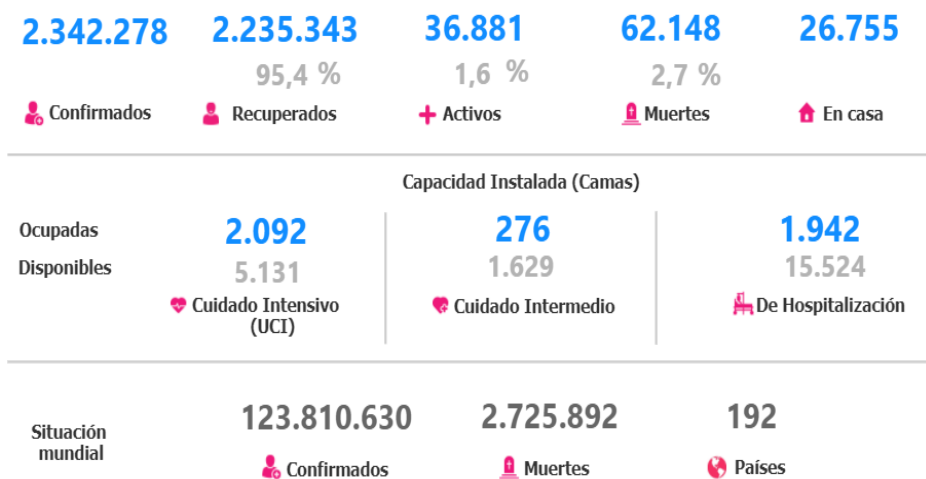 2.342.278 2.235.343 36.881 62.148 26.755
95,4 % 1,6 % 2,7 %
Confirmados Recuperados Activos Muertes En casa
Capacidad Instalada (Camas)
Ocupadas 2.092 276 1.942
Disponibles 5.131 1.629 15.524
Cuidado Intensivo Cuidado Intermedio De Hospitalización
(UCI)
123.810.630 2.725.892 192
Situación
mundial
Confirmados Muertes Países